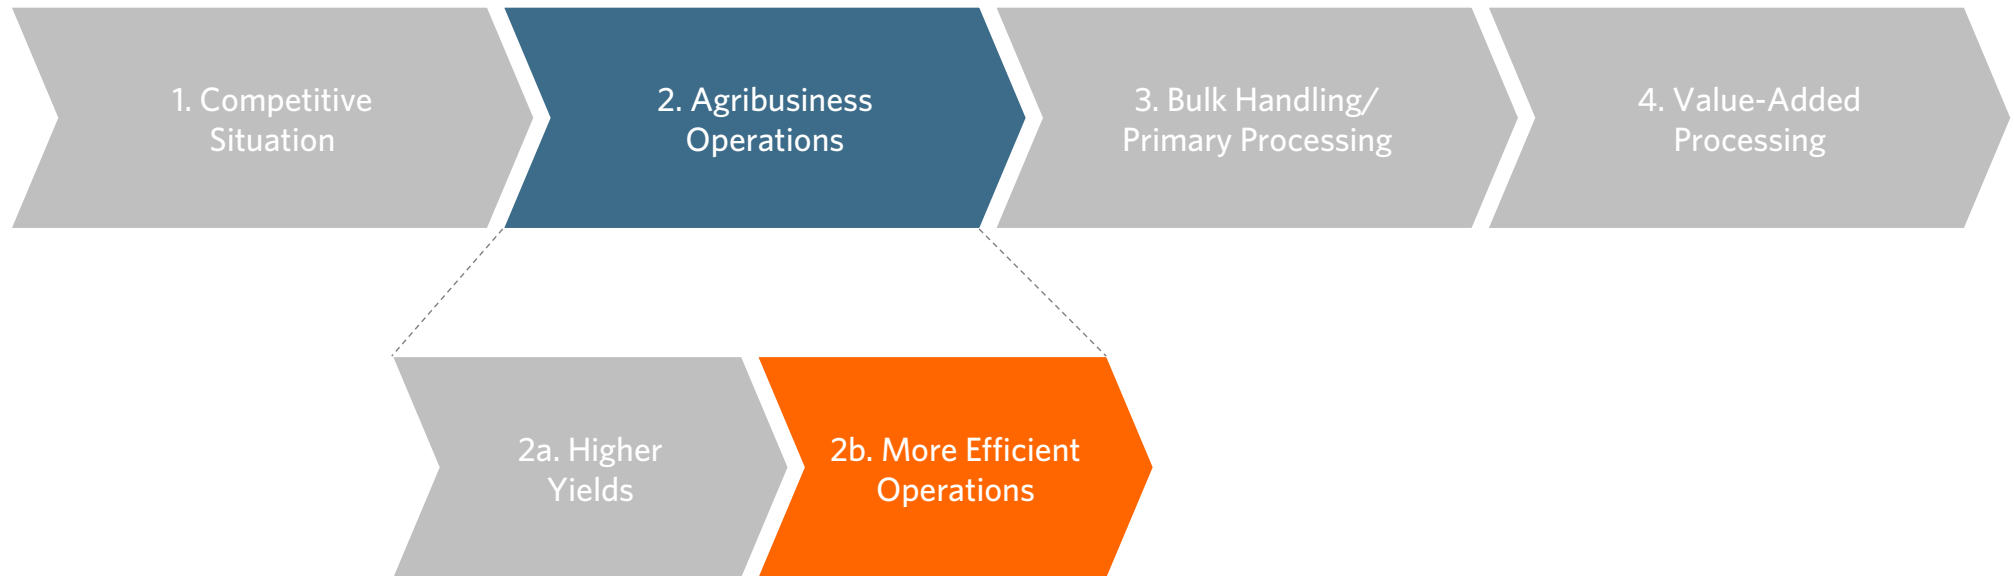 1. Competitive
Situation
2. Agribusiness
Operations
3. Bulk Handling/
Primary Processing
4. Value-Added
Processing
2a. Higher
Yields
2b. More Efficient
Operations